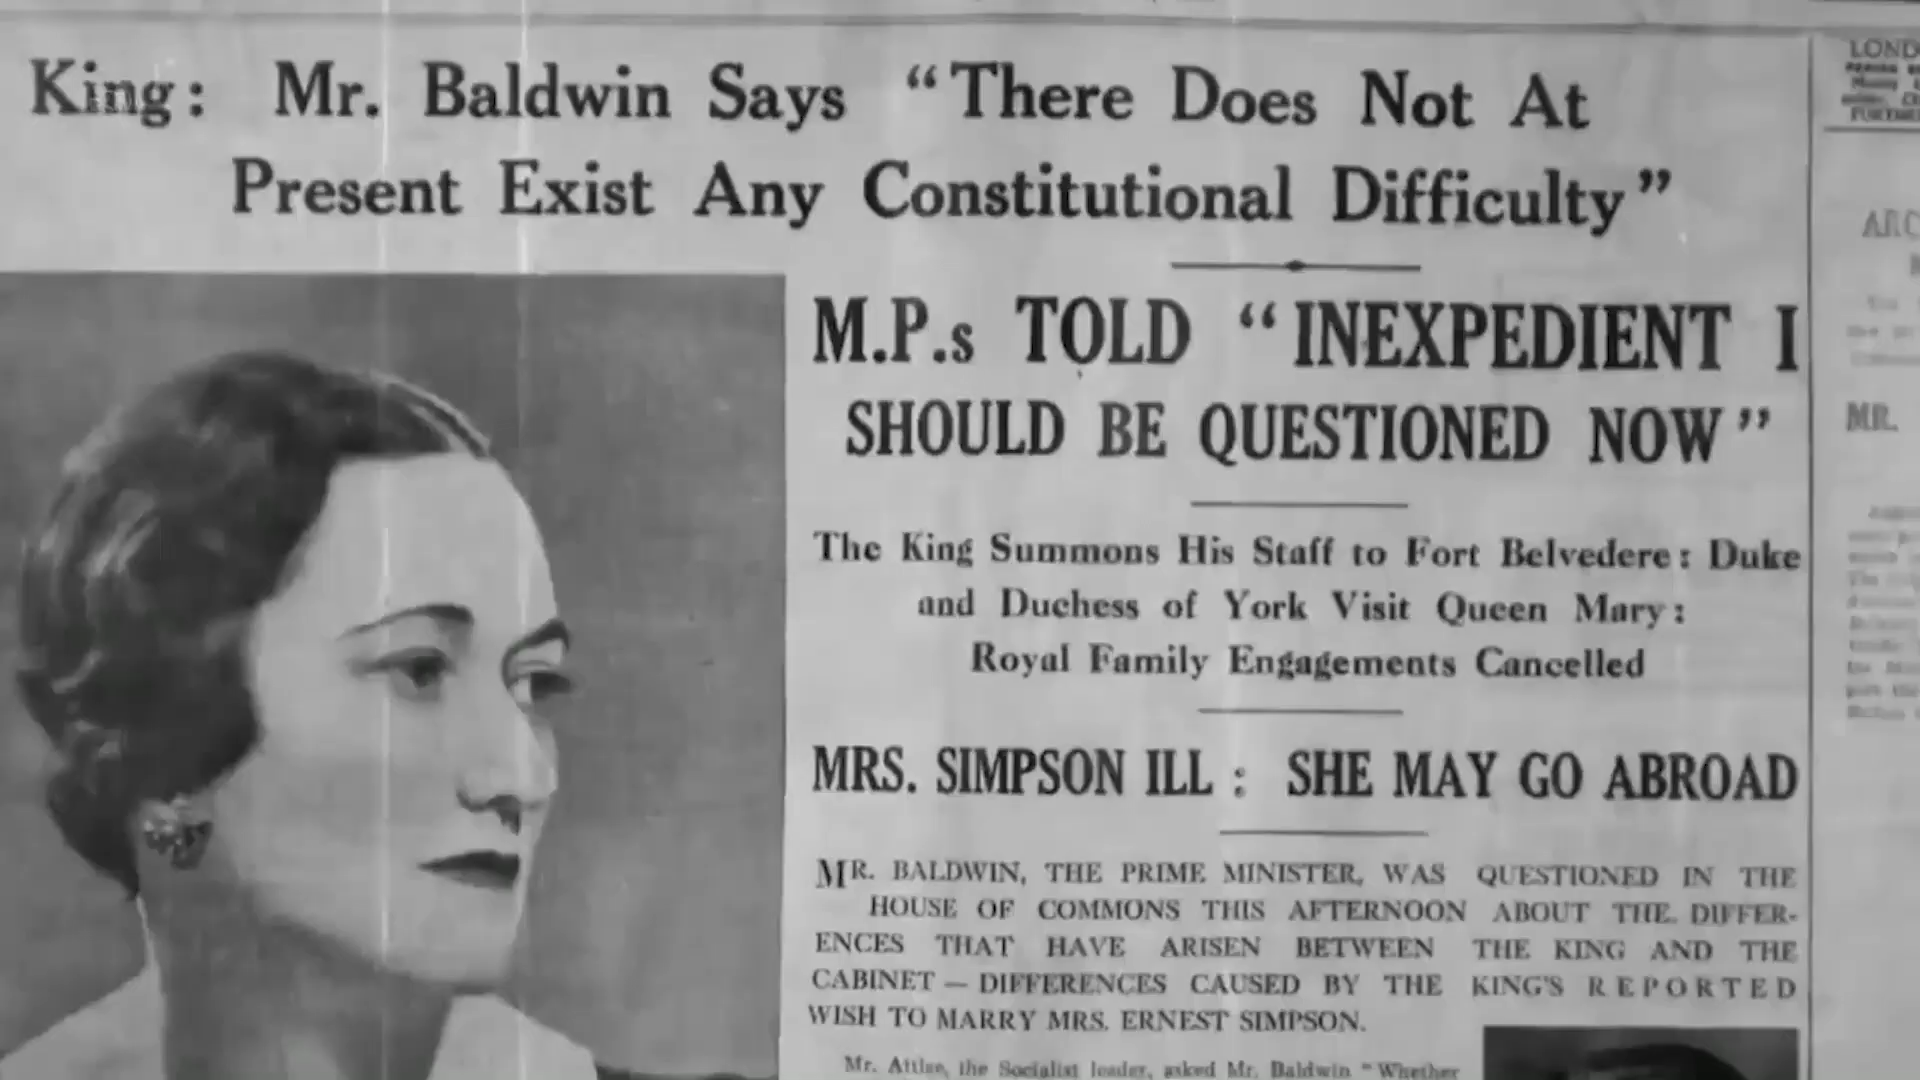 King: Mr. Baldwin Says "There Does Not At
Present Exist Any Constitutional Difficulty"
M.P.s TOLD "INEXPEDIENT I
SHOULD BE QUESTIONED NOW"
The King Summons His Staff to Fort Belvedere: Duke
and Duchess of York Visit Queen Mary:
Royal Family Engagements Cancelled
MRS. SIMPSON ILL: SHE MAY GO ABROAD
MR. BALDWIN, THE PRIME MINISTER, WAS QUESTIONED IN THE
HOUSE OF COMMONS THIS AFTERNOON ABOUT THE DIFFER-
ENCES THAT HAVE ARISEN BETWEEN THE KING AND THE
CABINET — DIFFERENCES CAUSED BY THE KING'S REPORTED
WISH TO MARRY MRS. ERNEST SIMPSON.
Mr. Attlee, the Socialist leader, asked Mr. Baldwin "Whether
LOND
ARC
MR.